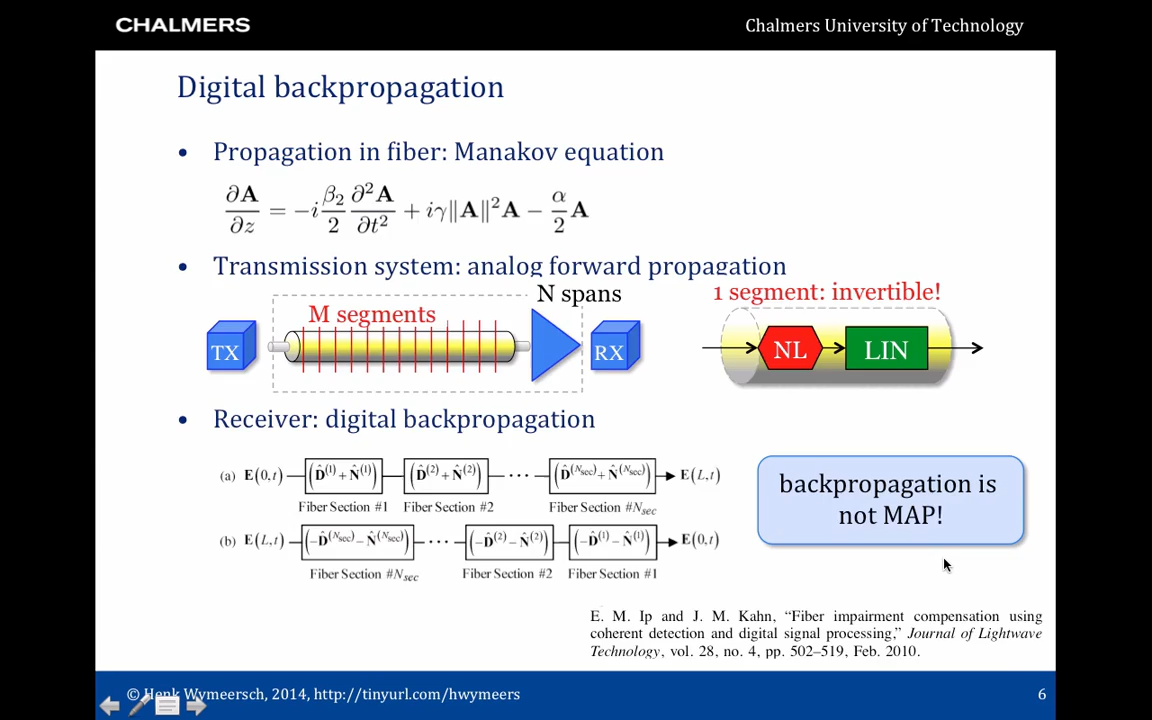 CHALMERS
Chalmers University of Technology
Digital backpropagation
• Propagation in fiber: Manakov equation
∂A/∂z = −i β₂/2 ∂²A/∂t² + iγ‖A‖²A − α/2 A
• Transmission system: analog forward propagation
N spans
1 segment: invertible!
M segments
TX
RX
NL
LIN
• Receiver: digital backpropagation
(a) E(0,t) (D̂⁽¹⁾+N̂⁽¹⁾) (D̂⁽²⁾+N̂⁽²⁾) ··· (D̂^(Nsec)+N̂^(Nsec)) E(L,t)
Fiber Section #1 Fiber Section #2 Fiber Section #Nsec
(b) E(L,t) (−D̂^(Nsec)−N̂^(Nsec)) ··· (−D̂⁽²⁾−N̂⁽²⁾) (−D̂⁽¹⁾−N̂⁽¹⁾) E(0,t)
Fiber Section #Nsec Fiber Section #2 Fiber Section #1
backpropagation is
not MAP!
E. M. Ip and J. M. Kahn, “Fiber impairment compensation using
coherent detection and digital signal processing,” Journal of Lightwave
Technology, vol. 28, no. 4, pp. 502–519, Feb. 2010.
© Henk Wymeersch, 2014, http://tinyurl.com/hwymeers
6